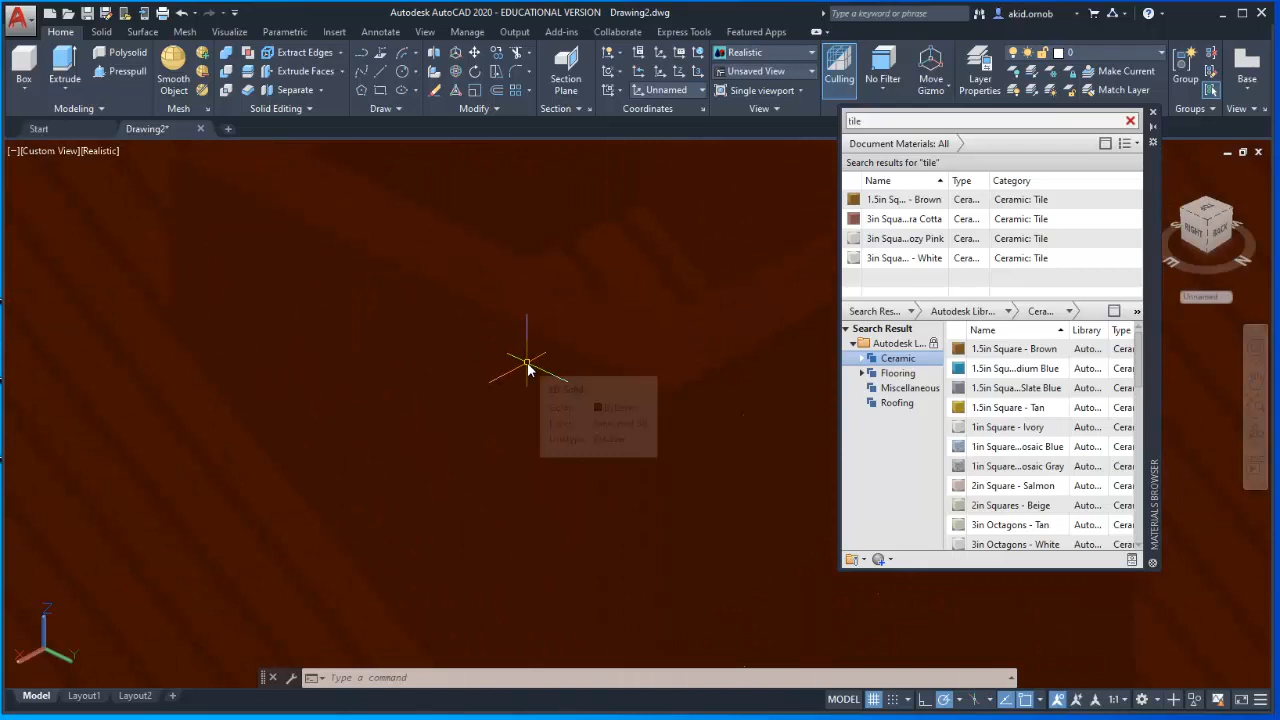 Autodesk AutoCAD 2020 - EDUCATIONAL VERSION Drawing2.dwg
Type a keyword or phrase
akid.ornob
Home Solid Surface Mesh Visualize Parametric Insert Annotate View Manage Output Add-ins Collaborate Express Tools Featured Apps
Box
Extrude
Polysolid
Presspull
Smooth
Object
Extract Edges
Extrude Faces
Separate
Section
Plane
Unnamed
Realistic
Unsaved View
Single viewport
Culling
No Filter
Move
Gizmo
Layer
Properties
0
Make Current
Match Layer
Group
Base
Modeling
Mesh
Solid Editing
Draw
Modify
Section
Coordinates
View
Groups
View
Start
Drawing2*
[−][Custom View][Realistic]
tile
Document Materials: All
Search results for "tile"
Name Type Category
1.5in Sq... - Brown Cera... Ceramic: Tile
3in Squa...ra Cotta Cera... Ceramic: Tile
3in Squa...ozy Pink Cera... Ceramic: Tile
3in Squa... - White Cera... Ceramic: Tile
Search Res... Autodesk Libr... Cera... »
Search Result
Autodesk L...
Ceramic
Flooring
Miscellaneous
Roofing
Name Library Type
1.5in Square - Brown Auto... Cera
1.5in Squ...dium Blue Auto... Cera
1.5in Squa...Slate Blue Auto... Cera
1.5in Square - Tan Auto... Cera
1in Square - Ivory Auto... Cera
1in Square...osaic Blue Auto... Cera
1in Square...osaic Gray Auto... Cera
2in Square - Salmon Auto... Cera
2in Squares - Beige Auto... Cera
3in Octagons - Tan Auto... Cera
3in Octagons - White Auto... Cera
MATERIALS BROWSER
RIGHT
BACK
Unnamed
3D Solid
Color
Layer
Linetype
ByLayer
Z
X
Y
Type a command
Model Layout1 Layout2
MODEL
1:1